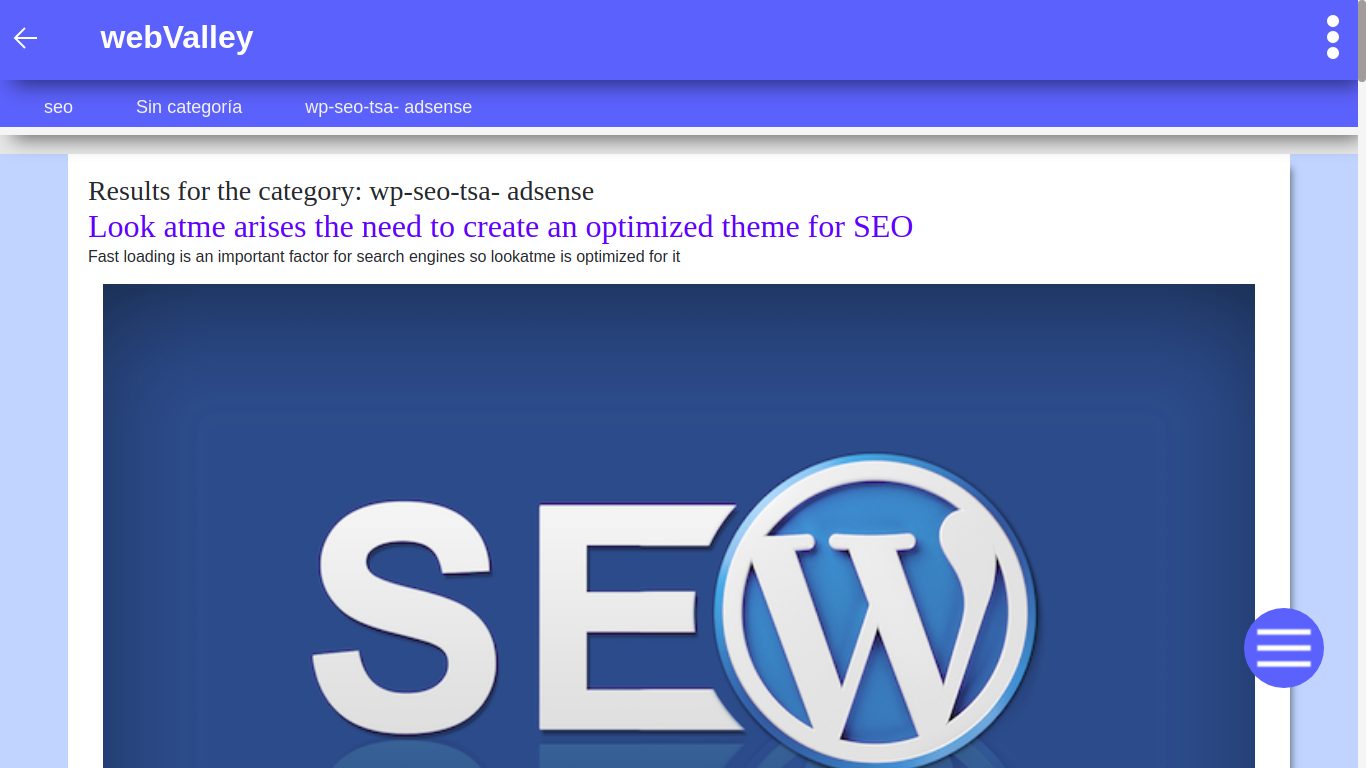 webValley
seo Sin categoría wp-seo-tsa- adsense
Results for the category: wp-seo-tsa- adsense
Look atme arises the need to create an optimized theme for SEO
Fast loading is an important factor for search engines so lookatme is optimized for it
SE
W